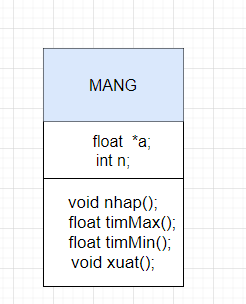 MANG
float *a;
int n;
void nhap();
float timMax();
float timMin();
void xuat();